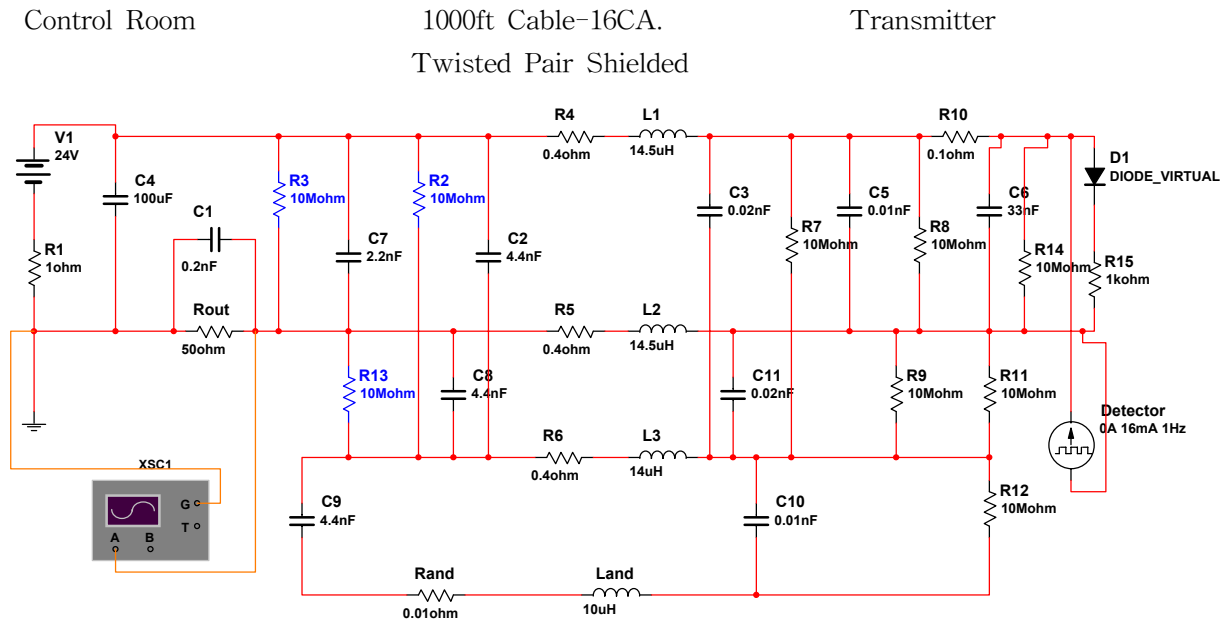 Control Room
1000ft Cable-16CA.
Transmitter
Twisted Pair Shielded
V1
24V
C4
100uF
R1
1ohm
C1
0.2nF
Rout
50ohm
R3
10Mohm
C7
2.2nF
R2
10Mohm
C2
4.4nF
R4
0.4ohm
L1
14.5uH
R5
0.4ohm
L2
14.5uH
R13
10Mohm
C8
4.4nF
R6
0.4ohm
L3
14uH
C9
4.4nF
Rand
0.01ohm
Land
10uH
C10
0.01nF
C3
0.02nF
R7
10Mohm
C5
0.01nF
R8
10Mohm
R10
0.1ohm
C6
33nF
R14
10Mohm
D1
DIODE_VIRTUAL
R15
1kohm
C11
0.02nF
R9
10Mohm
R11
10Mohm
R12
10Mohm
Detector
0A 16mA 1Hz
XSC1
G
T
A
B